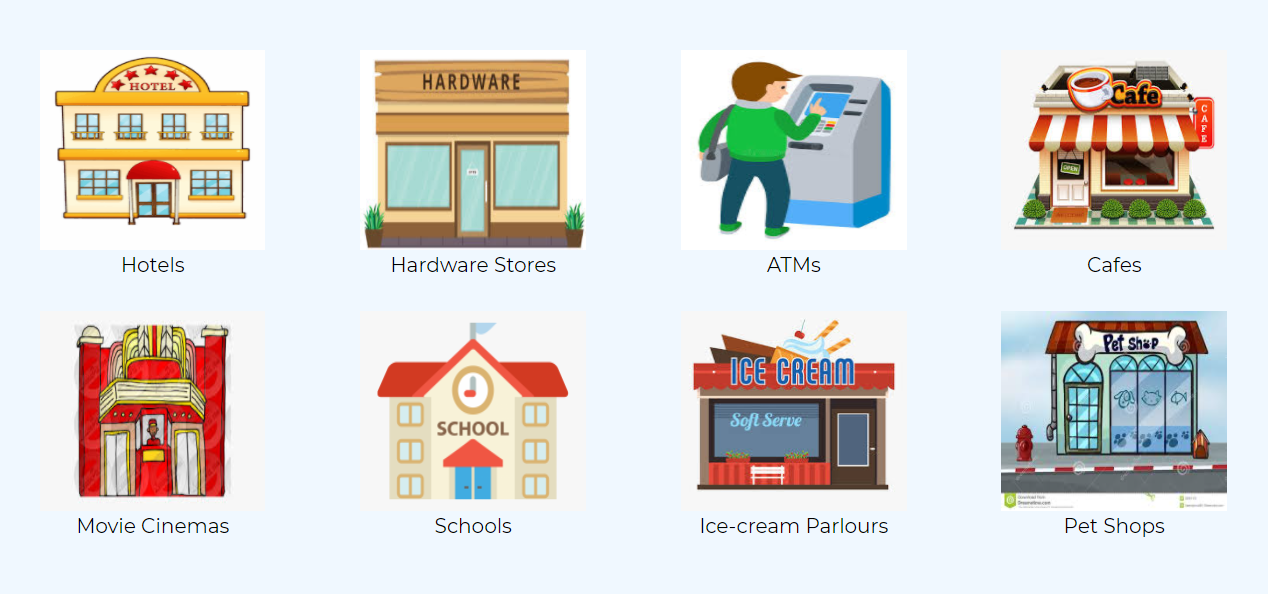 HOTEL
HARDWARE
OPEN
Cafe
CAFE
OPEN
Hotels
Hardware Stores
ATMs
Cafes
SCHOOL
ICE CREAM
Soft Serve
Pet Shop
Movie Cinemas
Schools
Ice-cream Parlours
Pet Shops